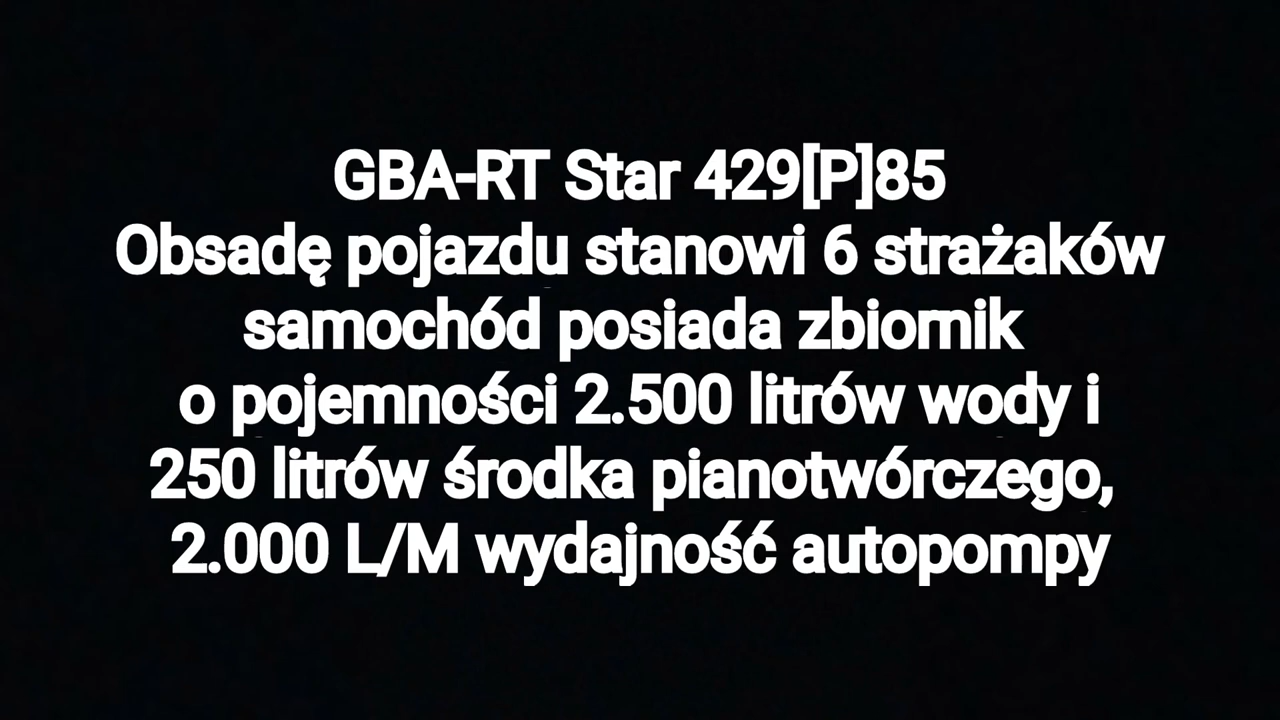 GBA-RT Star 429[P]85
Obsadę pojazdu stanowi 6 strażaków
samochód posiada zbiornik
o pojemności 2.500 litrów wody i
250 litrów środka pianotwórczego,
2.000 L/M wydajność autopompy